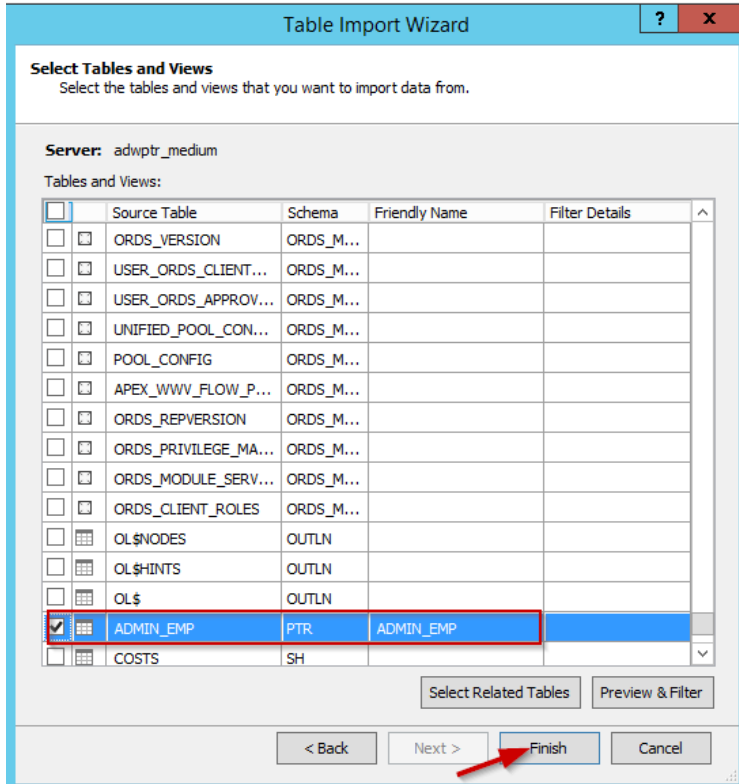 Table Import Wizard ? x
Select Tables and Views
Select the tables and views that you want to import data from.
Server: adwptr_medium
Tables and Views:
Source Table Schema Friendly Name Filter Details
ORDS_VERSION ORDS_M...
USER_ORDS_CLIENT... ORDS_M...
USER_ORDS_APPROV... ORDS_M...
UNIFIED_POOL_CON... ORDS_M...
POOL_CONFIG ORDS_M...
APEX_WWV_FLOW_P... ORDS_M...
ORDS_REPVERSION ORDS_M...
ORDS_PRIVILEGE_MA... ORDS_M...
ORDS_MODULE_SERV... ORDS_M...
ORDS_CLIENT_ROLES ORDS_M...
OL$NODES OUTLN
OL$HINTS OUTLN
OL$ OUTLN
ADMIN_EMP PTR ADMIN_EMP
COSTS SH
Select Related Tables Preview & Filter
< Back Next > Finish Cancel